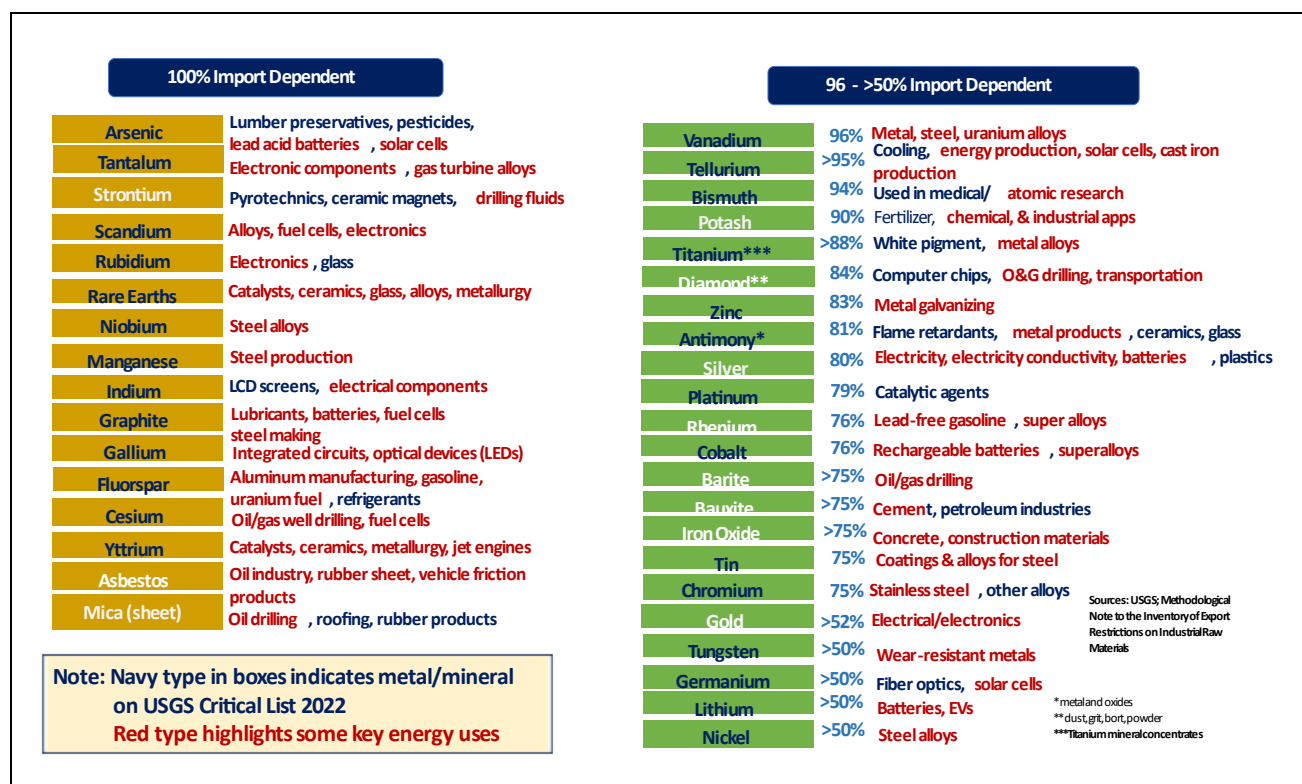 100% Import Dependent
Arsenic Lumber preservatives, pesticides,
lead acid batteries , solar cells
Tantalum Electronic components , gas turbine alloys
Strontium Pyrotechnics, ceramic magnets, drilling fluids
Scandium Alloys, fuel cells, electronics
Rubidium Electronics , glass
Rare Earths Catalysts, ceramics, glass, alloys, metallurgy
Niobium Steel alloys
Manganese Steel production
Indium LCD screens, electrical components
Graphite Lubricants, batteries, fuel cells
steel making
Gallium Integrated circuits, optical devices (LEDs)
Fluorspar Aluminum manufacturing, gasoline,
uranium fuel , refrigerants
Cesium Oil/gas well drilling, fuel cells
Yttrium Catalysts, ceramics, metallurgy, jet engines
Asbestos Oil industry, rubber sheet, vehicle friction
products
Mica (sheet) Oil drilling , roofing, rubber products
Note: Navy type in boxes indicates metal/mineral
on USGS Critical List 2022
Red type highlights some key energy uses
96 - >50% Import Dependent
Vanadium 96% Metal, steel, uranium alloys
Tellurium >95% Cooling, energy production, solar cells, cast iron
production
Bismuth 94% Used in medical/ atomic research
Potash 90% Fertilizer, chemical, & industrial apps
Titanium*** >88% White pigment, metal alloys
Diamond** 84% Computer chips, O&G drilling, transportation
Zinc 83% Metal galvanizing
Antimony* 81% Flame retardants, metal products , ceramics, glass
Silver 80% Electricity, electricity conductivity, batteries , plastics
Platinum 79% Catalytic agents
Rhenium 76% Lead-free gasoline , super alloys
Cobalt 76% Rechargeable batteries , superalloys
Barite >75% Oil/gas drilling
Bauxite >75% Cement, petroleum industries
Iron Oxide >75% Concrete, construction materials
Tin 75% Coatings & alloys for steel
Chromium 75% Stainless steel , other alloys
Gold >52% Electrical/electronics
Tungsten >50% Wear-resistant metals
Germanium >50% Fiber optics, solar cells
Lithium >50% Batteries, EVs
Nickel >50% Steel alloys
Sources: USGS; Methodological
Note to the Inventory of Export
Restrictions on Industrial Raw
Materials
*metal and oxides
**dust, grit, bort, powder
***Titanium mineral concentrates